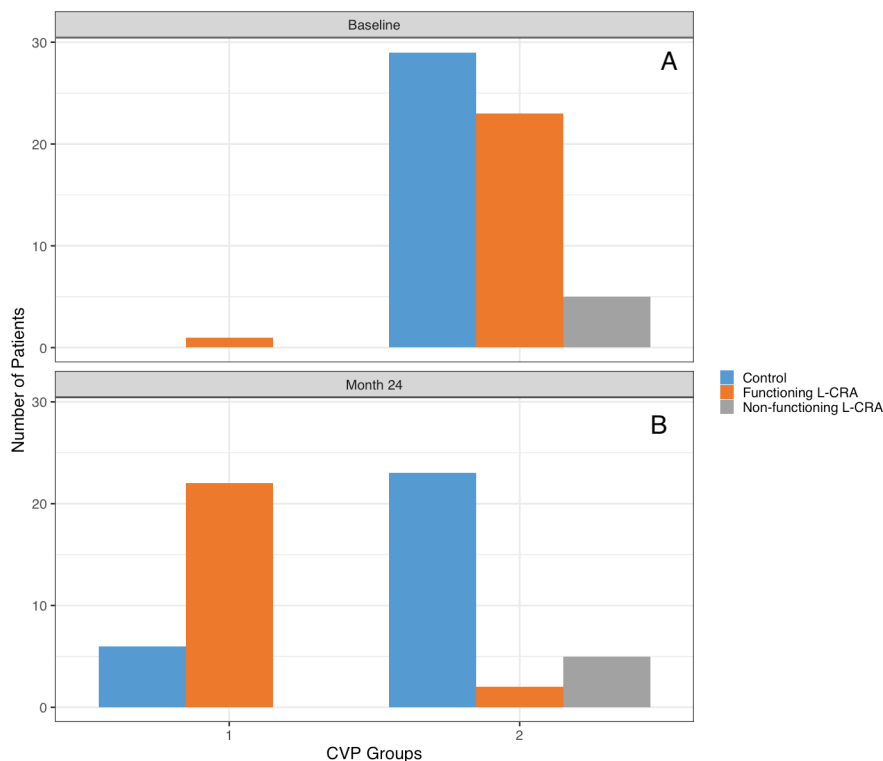 Baseline
A
30
20
10
0
Month 24
B
30
20
10
0
1
2
CVP Groups
Number of Patients
Control
Functioning L-CRA
Non-functioning L-CRA